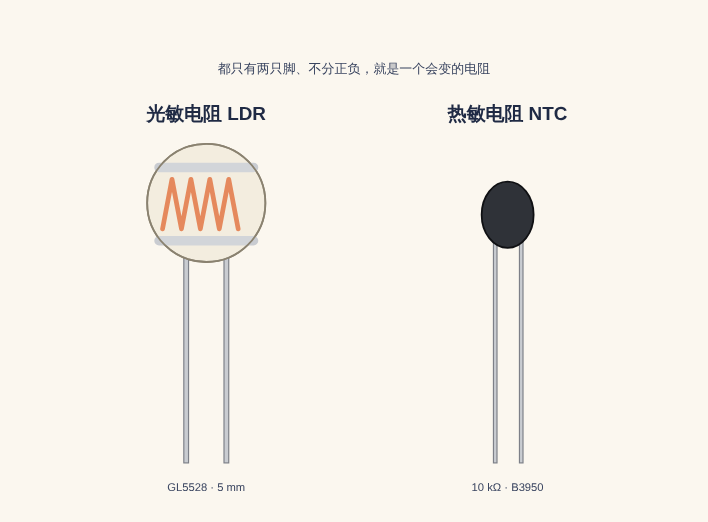 都只有两只脚、不分正负，就是一个会变的电阻
光敏电阻 LDR
热敏电阻 NTC
GL5528 · 5 mm
10 kΩ · B3950